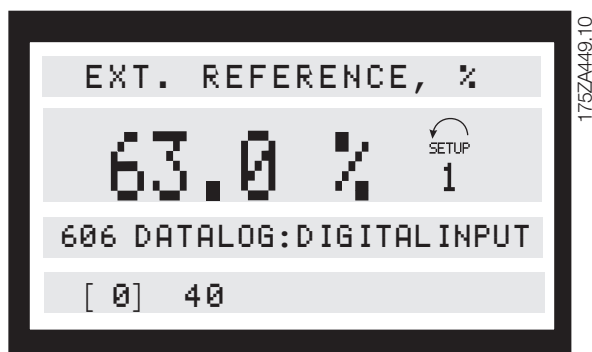 EXT. REFERENCE, %
63.0 %
SETUP
1
606 DATALOG:DIGITALINPUT
[ 0] 40
175ZA449.10